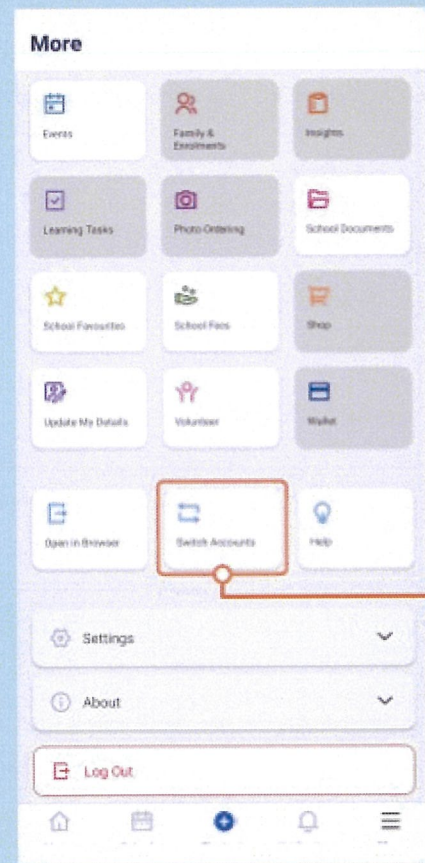 More
Events
Family &
Enrolments
Insights
Learning Tasks
Photo Ordering
School Documents
School Favourites
School Fees
Shop
Update My Details
Volunteer
Wallet
Open in Browser
Switch Accounts
Help
Settings
About
Log Out